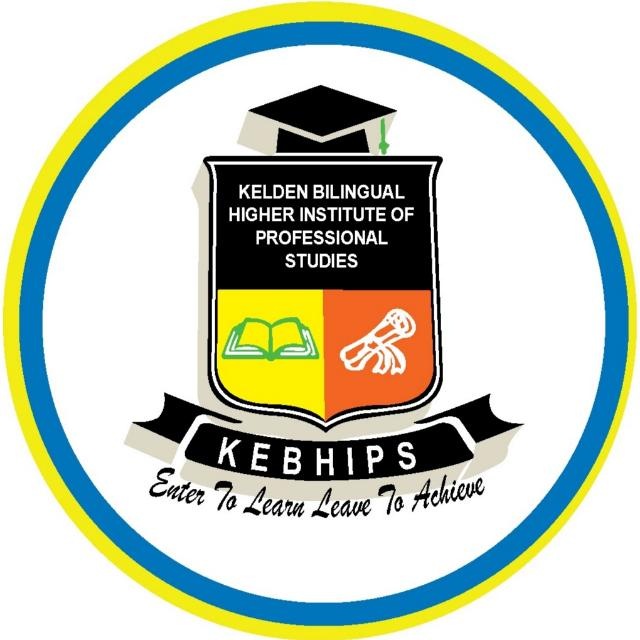 KELDEN BILINGUAL
HIGHER INSTITUTE OF
PROFESSIONAL
STUDIES
KEBHIPS
Enter To Learn Leave To Achieve